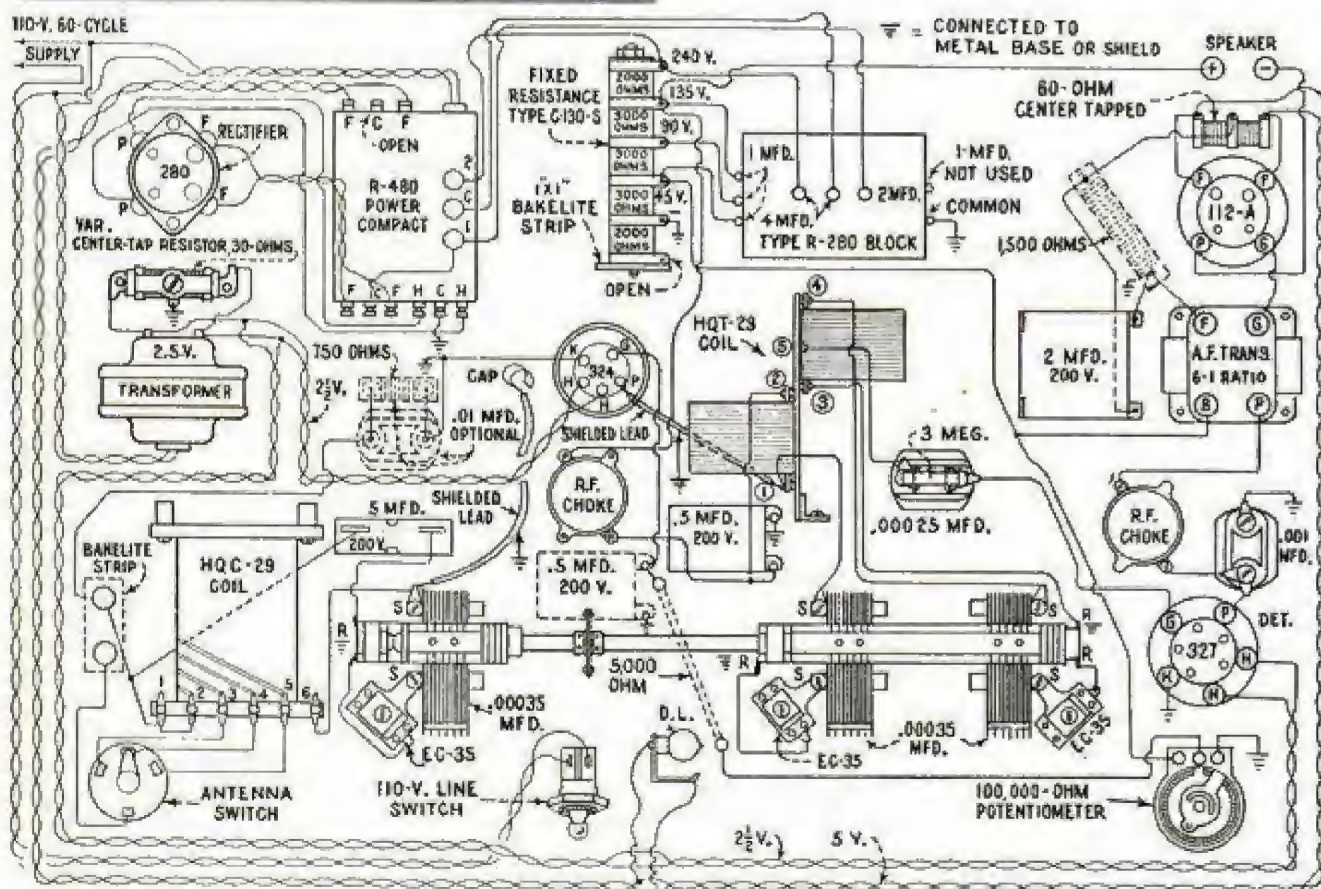 110-V. 60-CYCLE
SUPPLY
= CONNECTED TO
METAL BASE OR SHIELD
SPEAKER
+
-
60-OHM
CENTER TAPPED
FIXED
RESISTANCE
TYPE C-130-S
240 V.
135 V.
90 V.
45 V.
2000
OHMS
3000
OHMS
3000
OHMS
3000
OHMS
2000
OHMS
1"X1"
BAKELITE
STRIP
OPEN
P
F
RECTIFIER
280
P
F
F C F
OPEN
R-480
POWER
COMPACT
2
C
1
F C F H C H
VAR.
CENTER-TAP RESISTOR, 30-OHMS.
1 MFD.
4 MFD.
2 MFD.
TYPE R-280 BLOCK
1-MFD.
NOT USED
COMMON
F F
112-A
P G
1,500 OHMS
2.5 V.
TRANSFORMER
2½ V.
750 OHMS
.01 MFD.
OPTIONAL
CAP
K G
324
H P
H
SHIELDED LEAD
HQT-29
COIL
4
5
2
3
1
2 MFD.
200 V.
F G
A.F. TRANS.
6-1 RATIO
B P
3 MEG.
.00025 MFD.
R.F.
CHOKE
SHIELDED
LEAD
.5 MFD.
200 V.
.5 MFD.
200 V.
.5 MFD.
200 V.
R.F.
CHOKE
.001
MFD.
BAKELITE
STRIP
HQC-29
COIL
1 2 3 4 5 6
S
R
S
S
R
S
S
R
R
S
5,000
OHM
.00035
MFD.
EC-35
D.L.
.00035
MFD.
EC-35
EC-35
G P
327
H
K
H
DET.
ANTENNA
SWITCH
110-V. LINE
SWITCH
100,000-OHM
POTENTIOMETER
2½ V.
5 V.